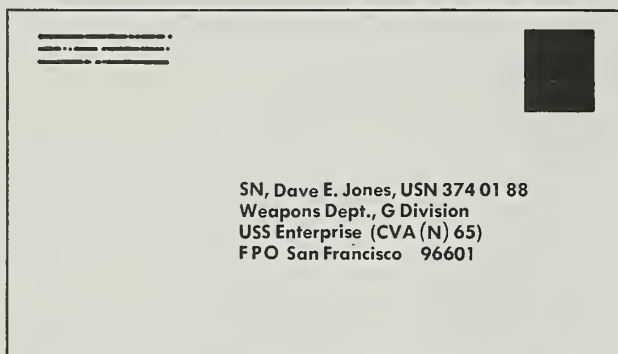 SN, Dave E. Jones, USN 374 01 88
Weapons Dept., G Division
USS Enterprise (CVA (N) 65)
FPO San Francisco 96601